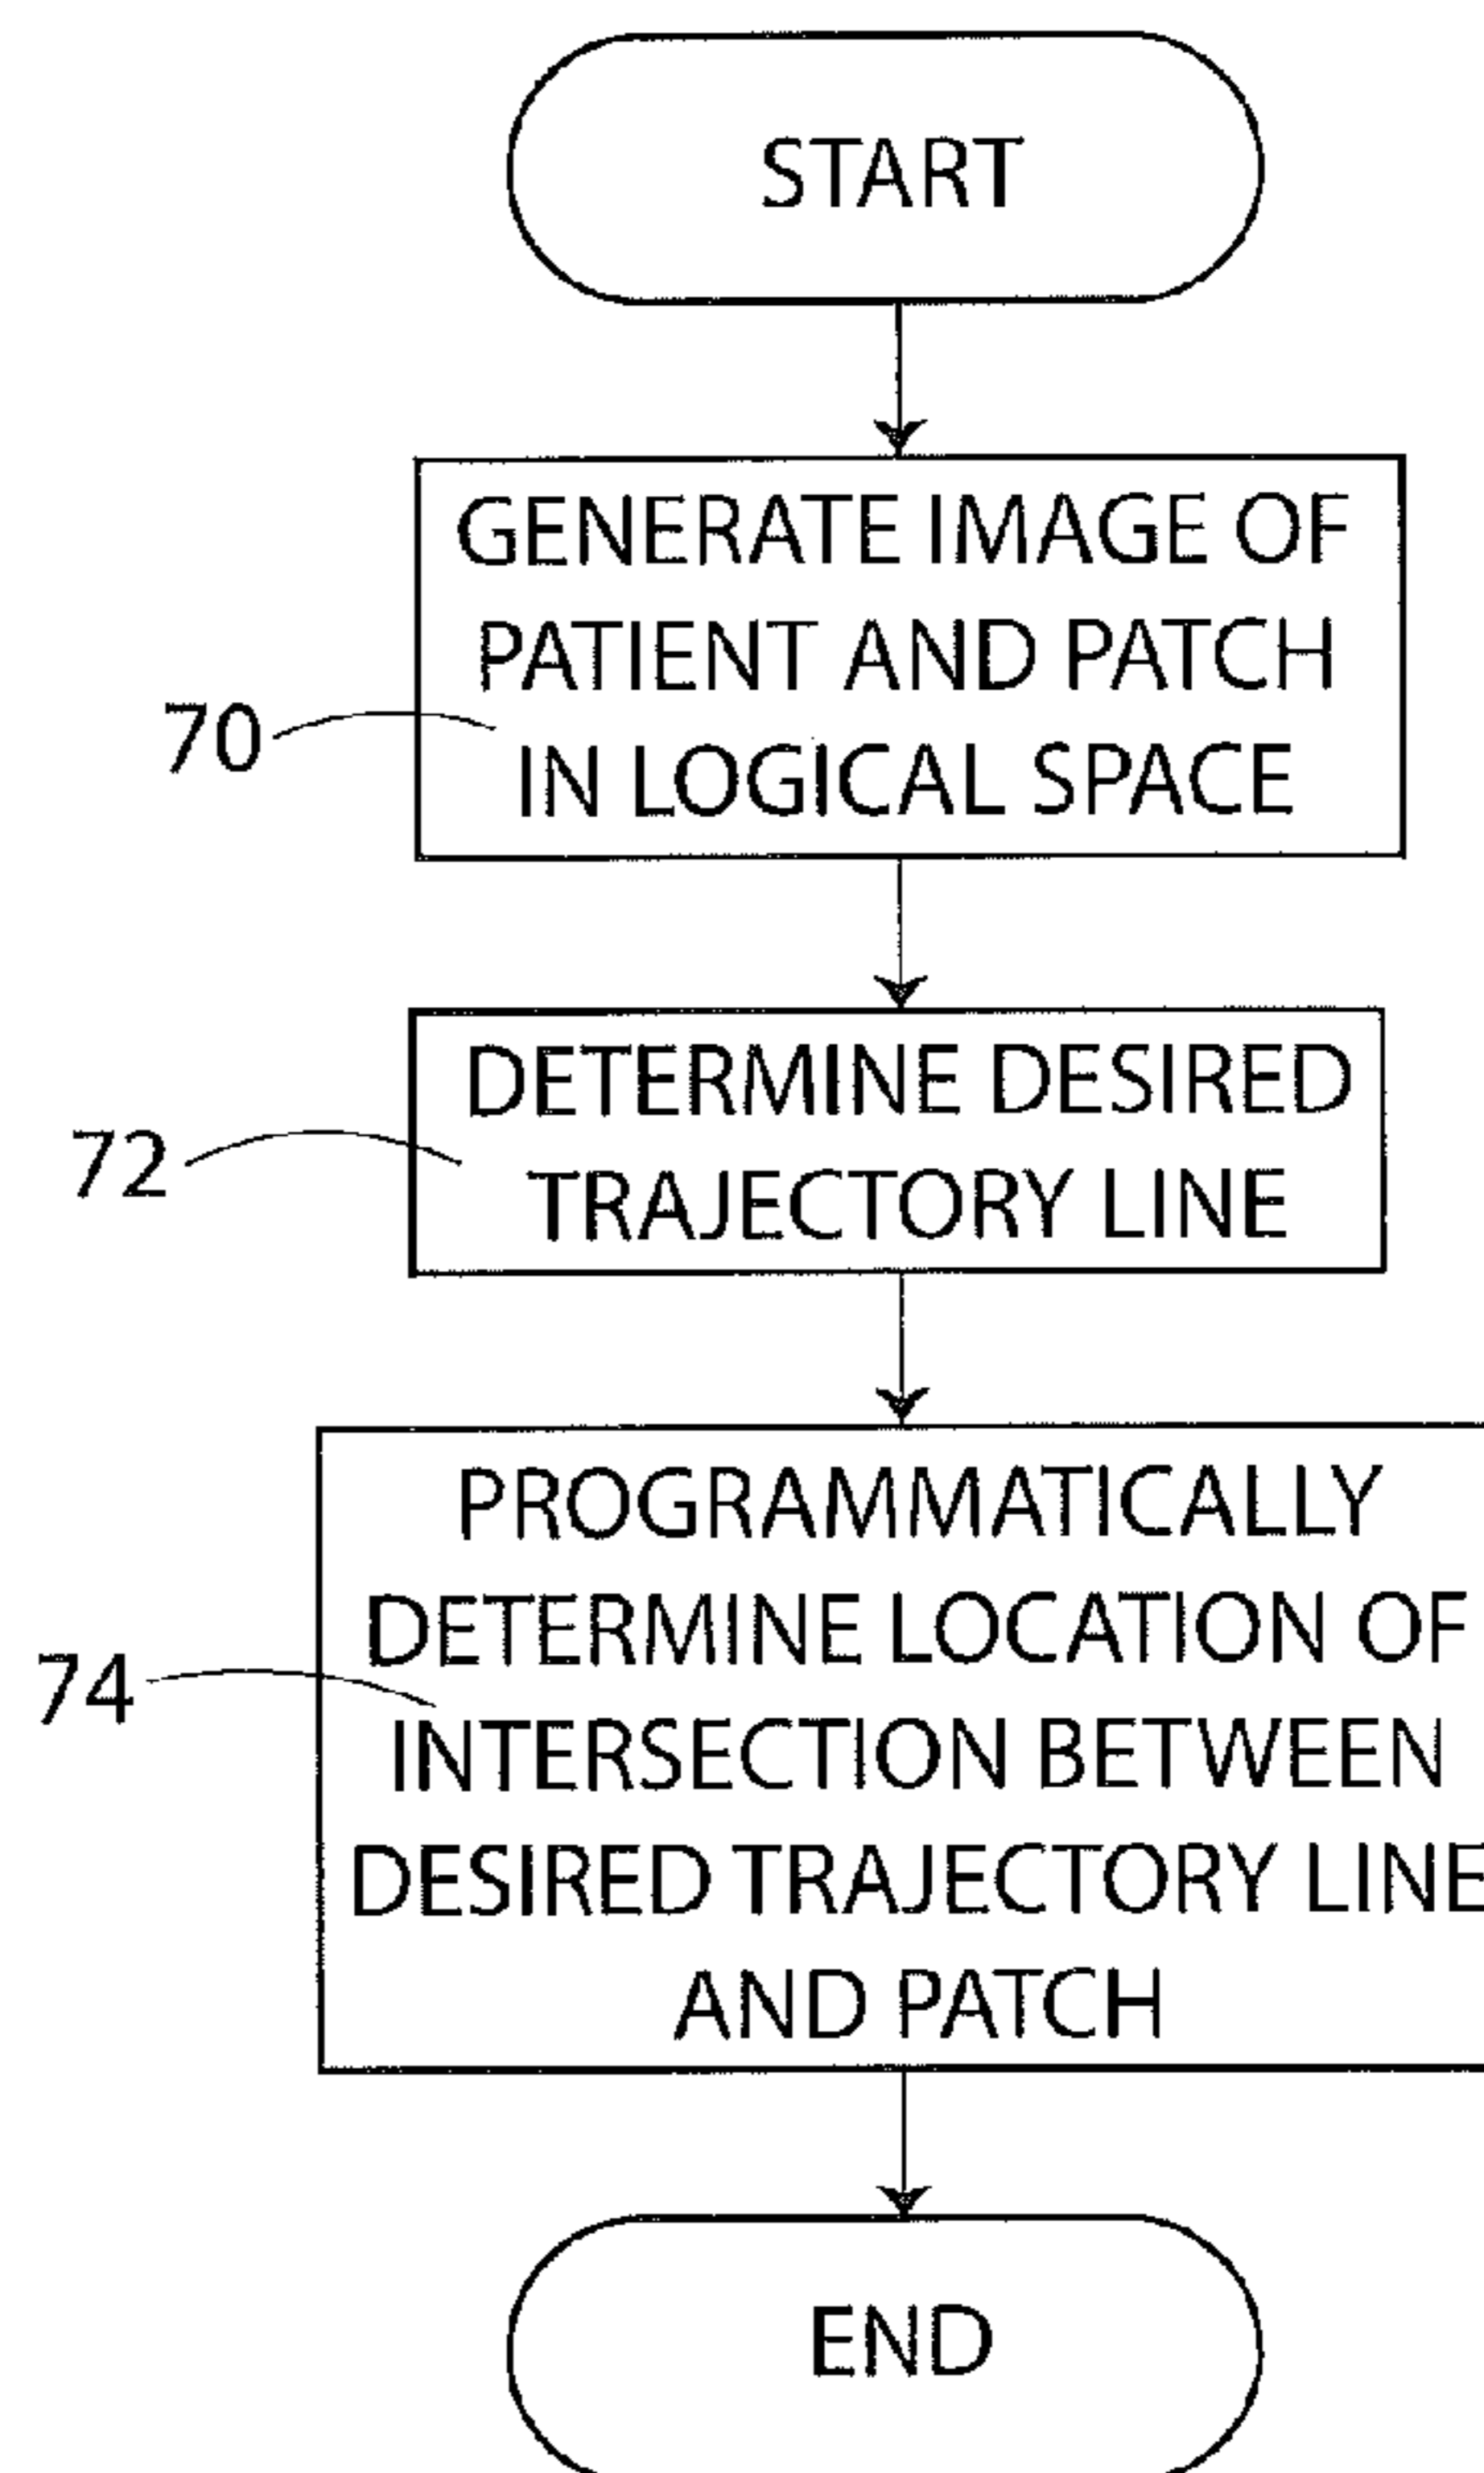 START
GENERATE IMAGE OF
PATIENT AND PATCH
IN LOGICAL SPACE
70
DETERMINE DESIRED
TRAJECTORY LINE
72
PROGRAMMATICALLY
DETERMINE LOCATION OF
INTERSECTION BETWEEN
DESIRED TRAJECTORY LINE
AND PATCH
74
END